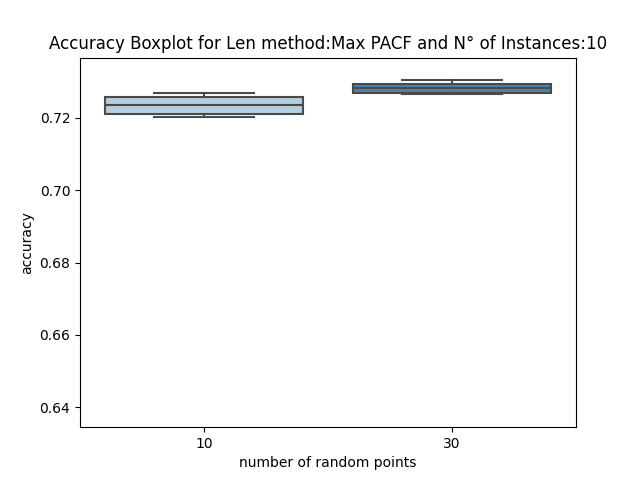 Accuracy Boxplot for Len method:Max PACF and N° of Instances:10
0.72
0.70
0.68
0.66
0.64
accuracy
10 30
number of random points